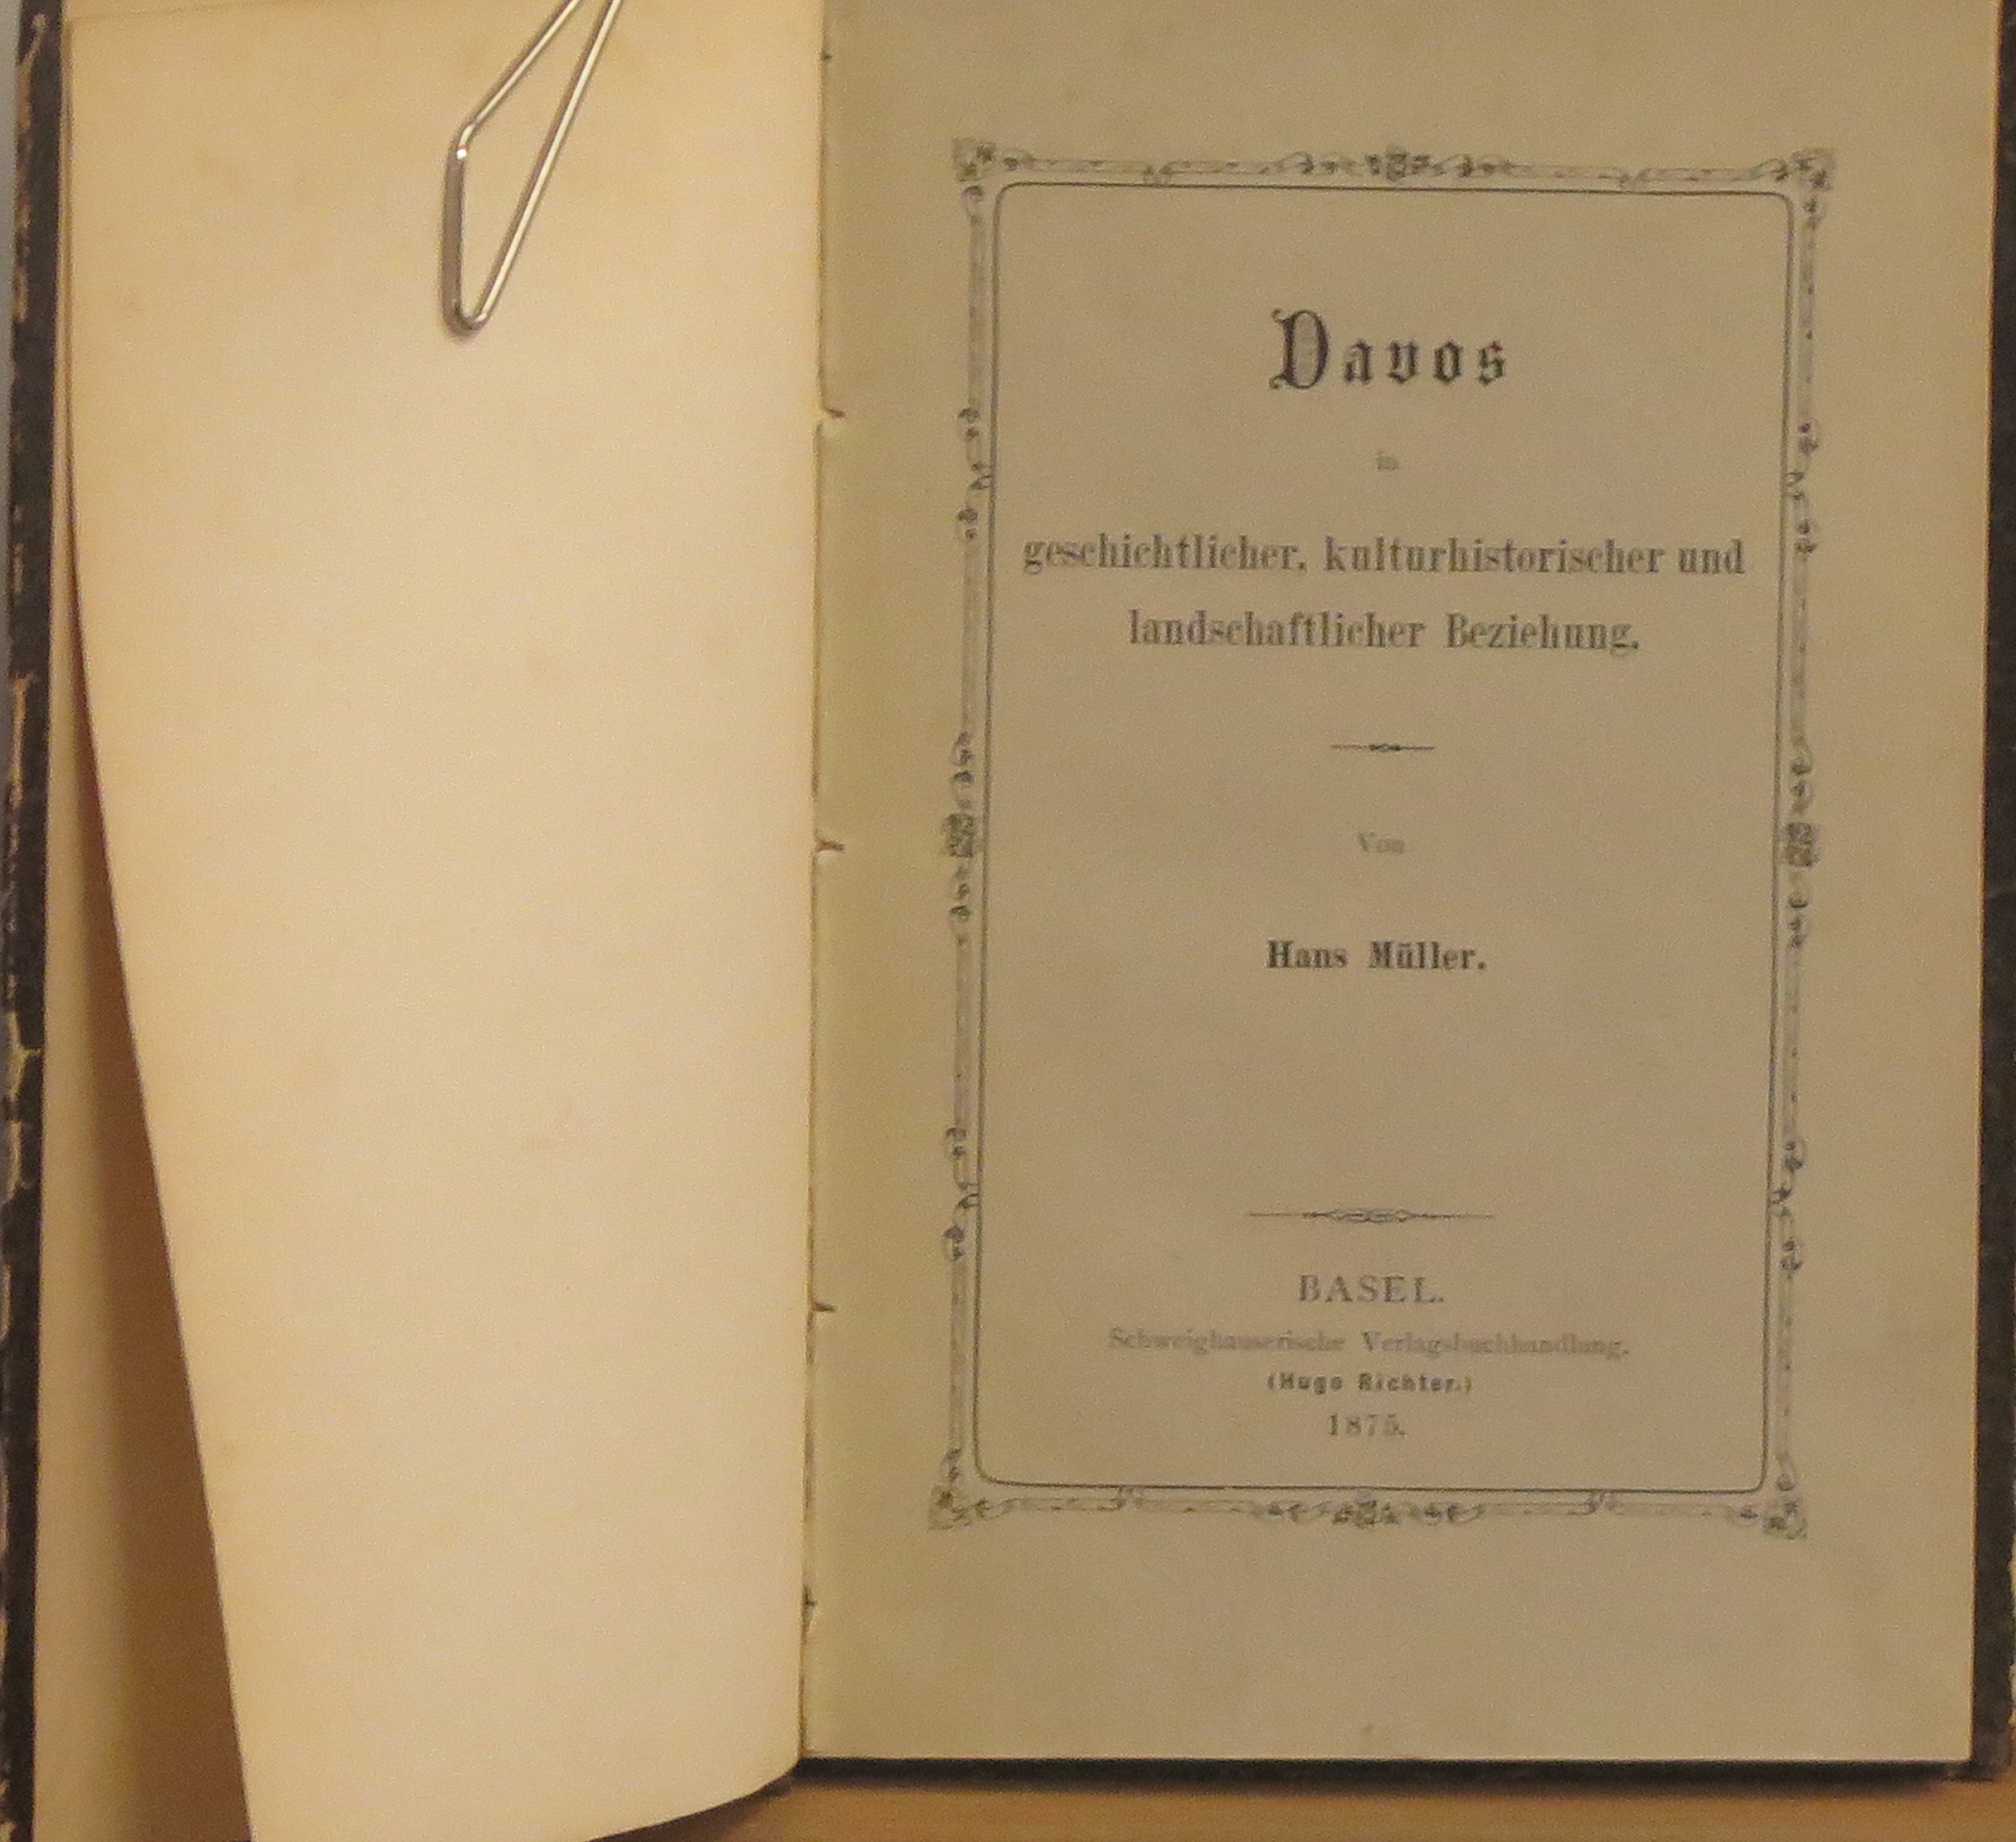 Davos
in
geschichtlicher, kulturhistorischer und
landschaftlicher Beziehung.
Von
Hans Müller.
BASEL.
Schweighauserische Verlagsbuchhandlung.
(Hugo Richter.)
1875.